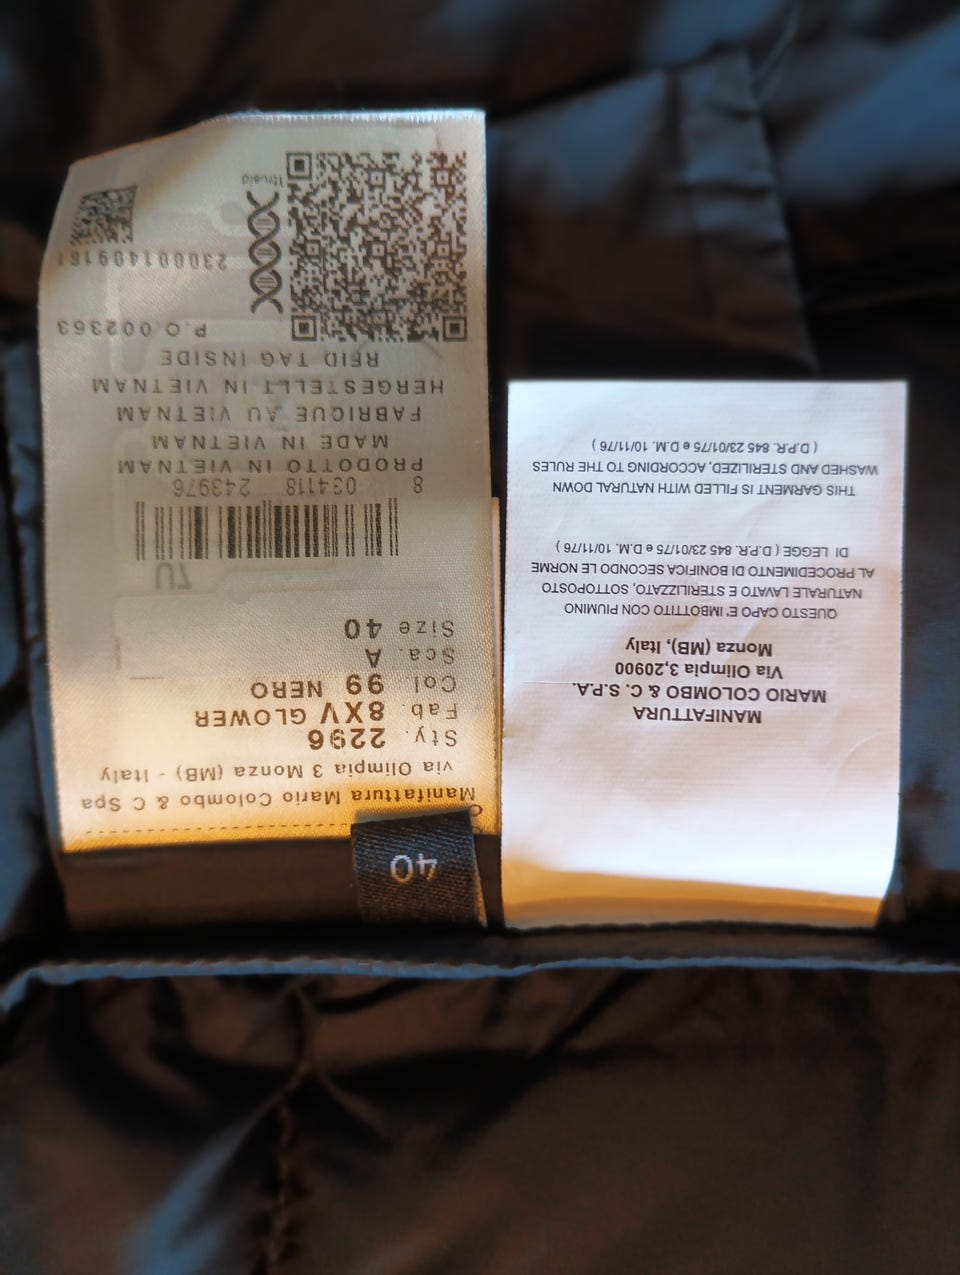 40
Manifattura Mario Colombo & C Spa
via Olimpia 3 Monza (MB) - Italy
Sty. 2296
Fab. 8XV GLOWER
Col 99 NERO
Sca. A
Size 40
8 034118 243976
PRODOTTO IN VIETNAM
MADE IN VIETNAM
FABRIQUE AU VIETNAM
HERGESTELLT IN VIETNAM
RFID TAG INSIDE
P.O.002363
230001409161
itruaid
MANIFATTURA
MARIO COLOMBO & C. S.P.A.
Via Olimpia 3,20900
Monza (MB), Italy
QUESTO CAPO E' IMBOTTITO CON PIUMINO
NATURALE LAVATO E STERILIZZATO, SOTTOPOSTO
AL PROCEDIMENTO DI BONIFICA SECONDO LE NORME
DI LEGGE ( D.P.R. 845 23/01/75 e D.M. 10/11/76 )
THIS GARMENT IS FILLED WITH NATURAL DOWN
WASHED AND STERILIZED, ACCORDING TO THE RULES
( D.P.R. 845 23/01/75 e D.M. 10/11/76 )